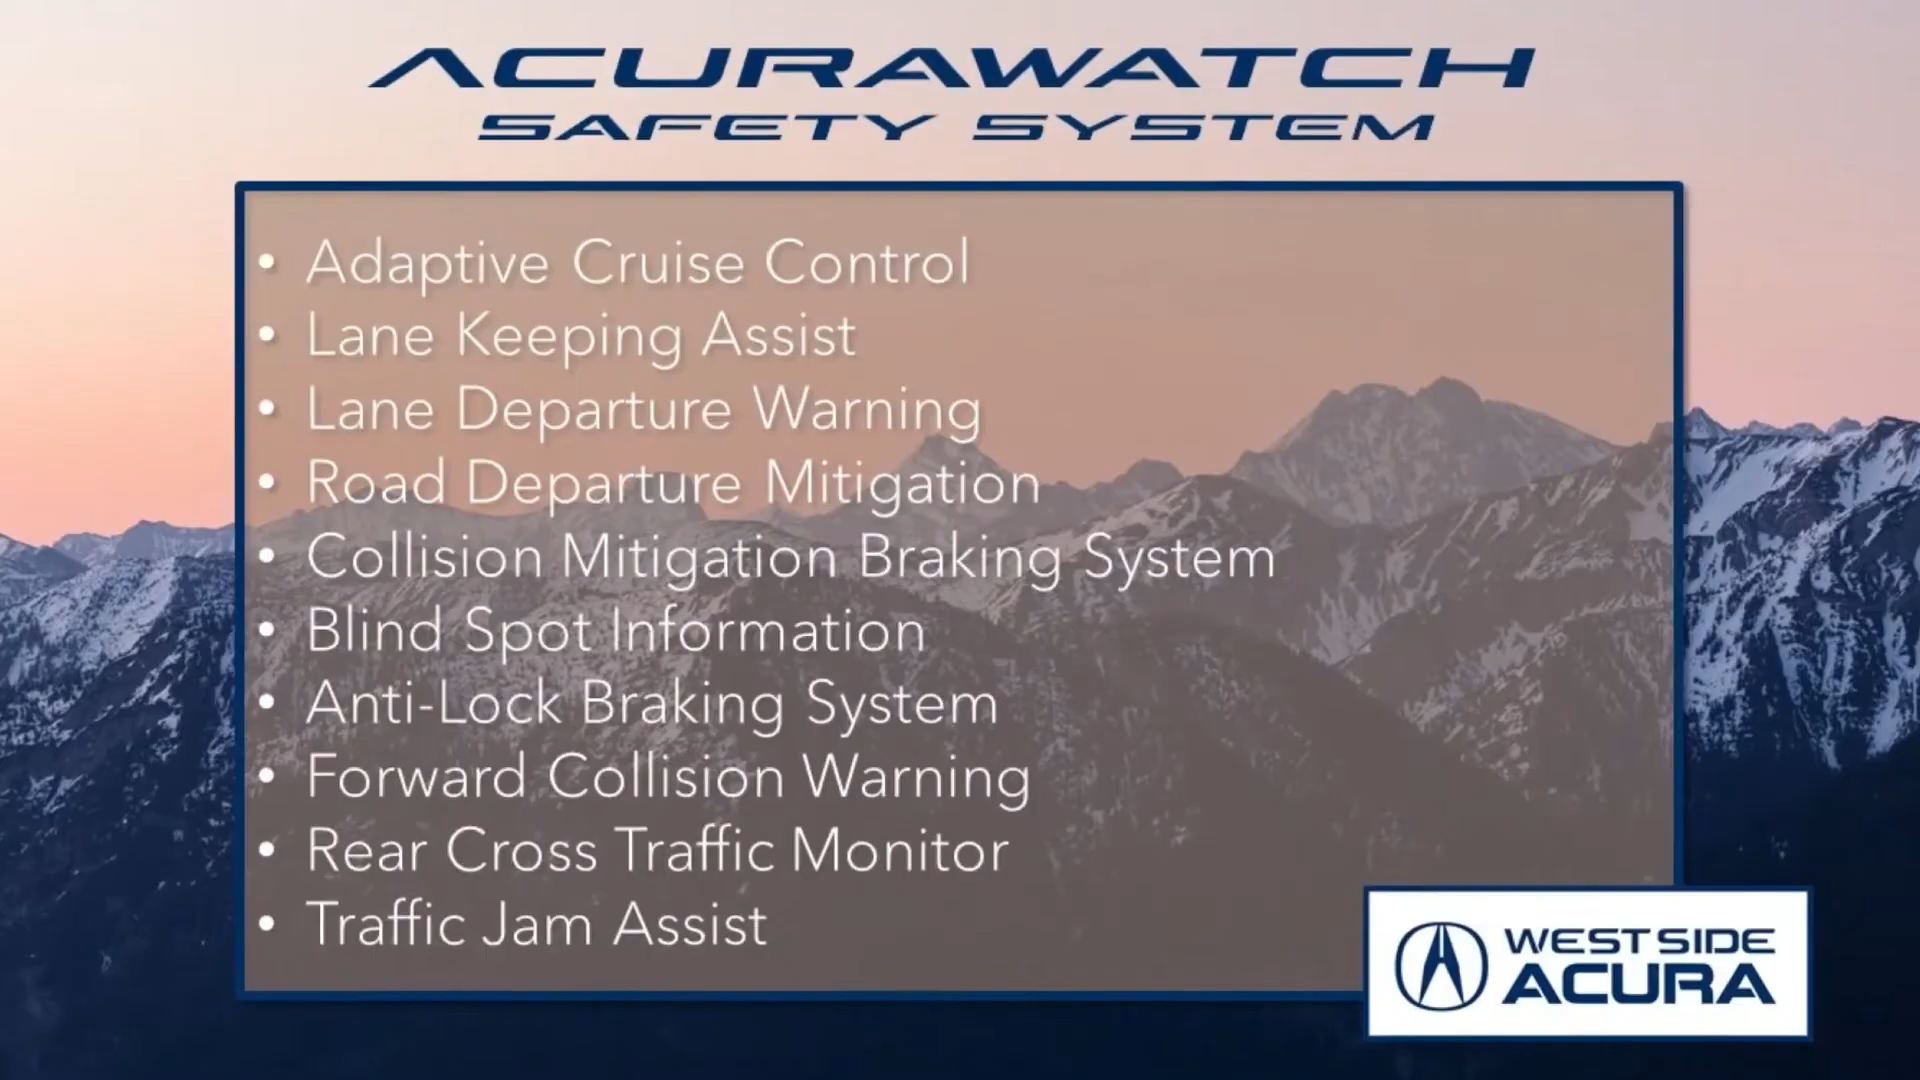 ACURAWATCH
SAFETY SYSTEM
• Adaptive Cruise Control
• Lane Keeping Assist
• Lane Departure Warning
• Road Departure Mitigation
• Collision Mitigation Braking System
• Blind Spot Information
• Anti-Lock Braking System
• Forward Collision Warning
• Rear Cross Traffic Monitor
• Traffic Jam Assist
WEST SIDE
ACURA